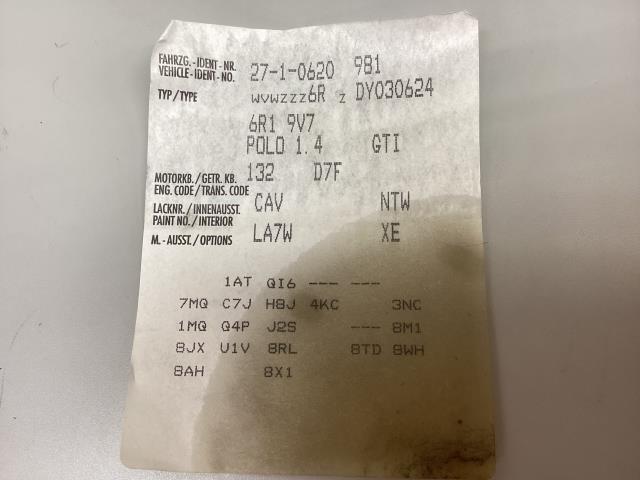 FAHRZG.-IDENT-NR.
VEHICLE-IDENT-NO. 27-1-0620 981
TYP/TYPE WVWZZZ6R Z DY030624
6R1 9V7
POLO 1.4 GTI
MOTORKB./GETR. KB. 132 D7F
ENG. CODE/TRANS. CODE
LACKNR./INNENAUSST. CAV NTW
PAINT NO./INTERIOR
M.-AUSST./OPTIONS LA7W XE
1AT QI6 --- ---
7MQ C7J H8J 4KC 3NC
1MQ Q4P J2S --- 8M1
8JX U1V 8RL 8TD 8WH
8AH 8X1